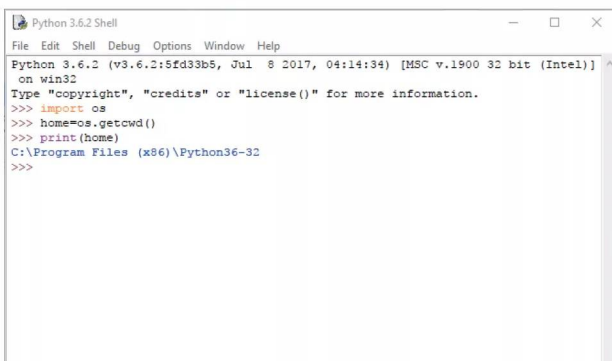 Python 3.6.2 Shell
File Edit Shell Debug Options Window Help
Python 3.6.2 (v3.6.2:5fd33b5, Jul  8 2017, 04:14:34) [MSC v.1900 32 bit (Intel)]
 on win32
Type "copyright", "credits" or "license()" for more information.
>>> import os
>>> home=os.getcwd()
>>> print(home)
C:\Program Files (x86)\Python36-32
>>>